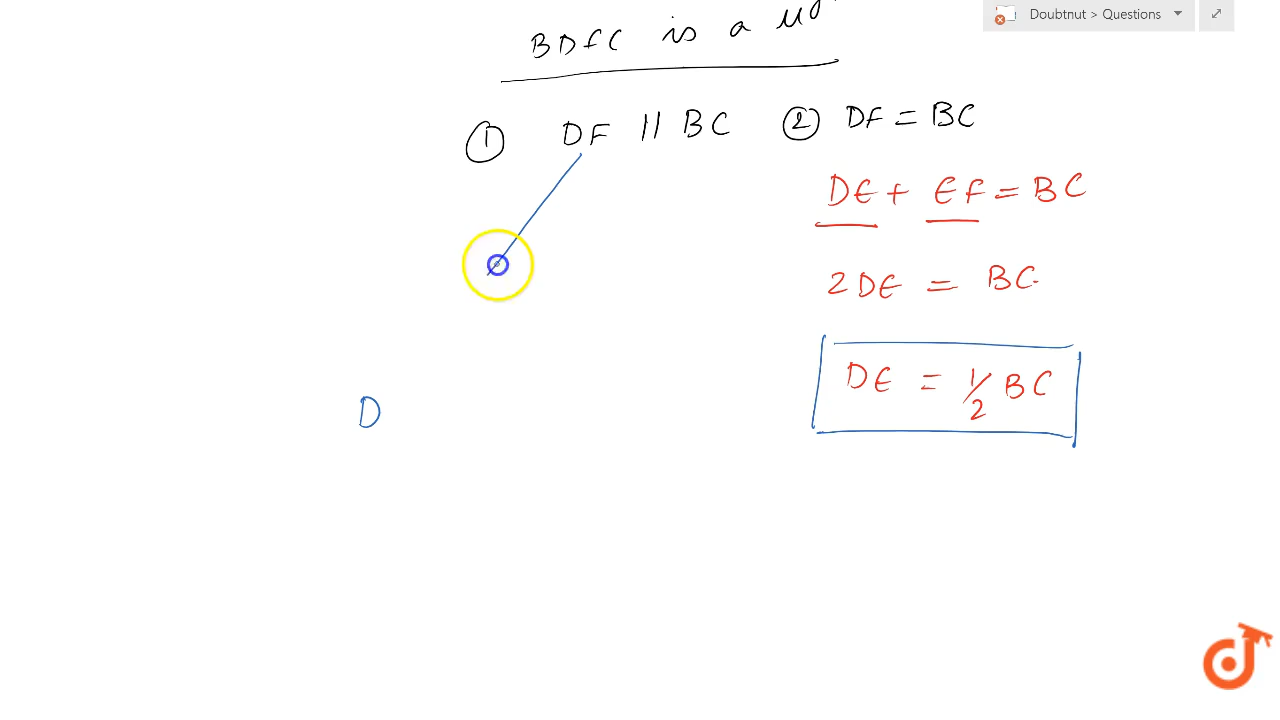 Doubtnut > Questions
BDFC is a
① DF || BC ② DF = BC
DE + EF = BC
2DE = BC
DE = 1/2 BC
D